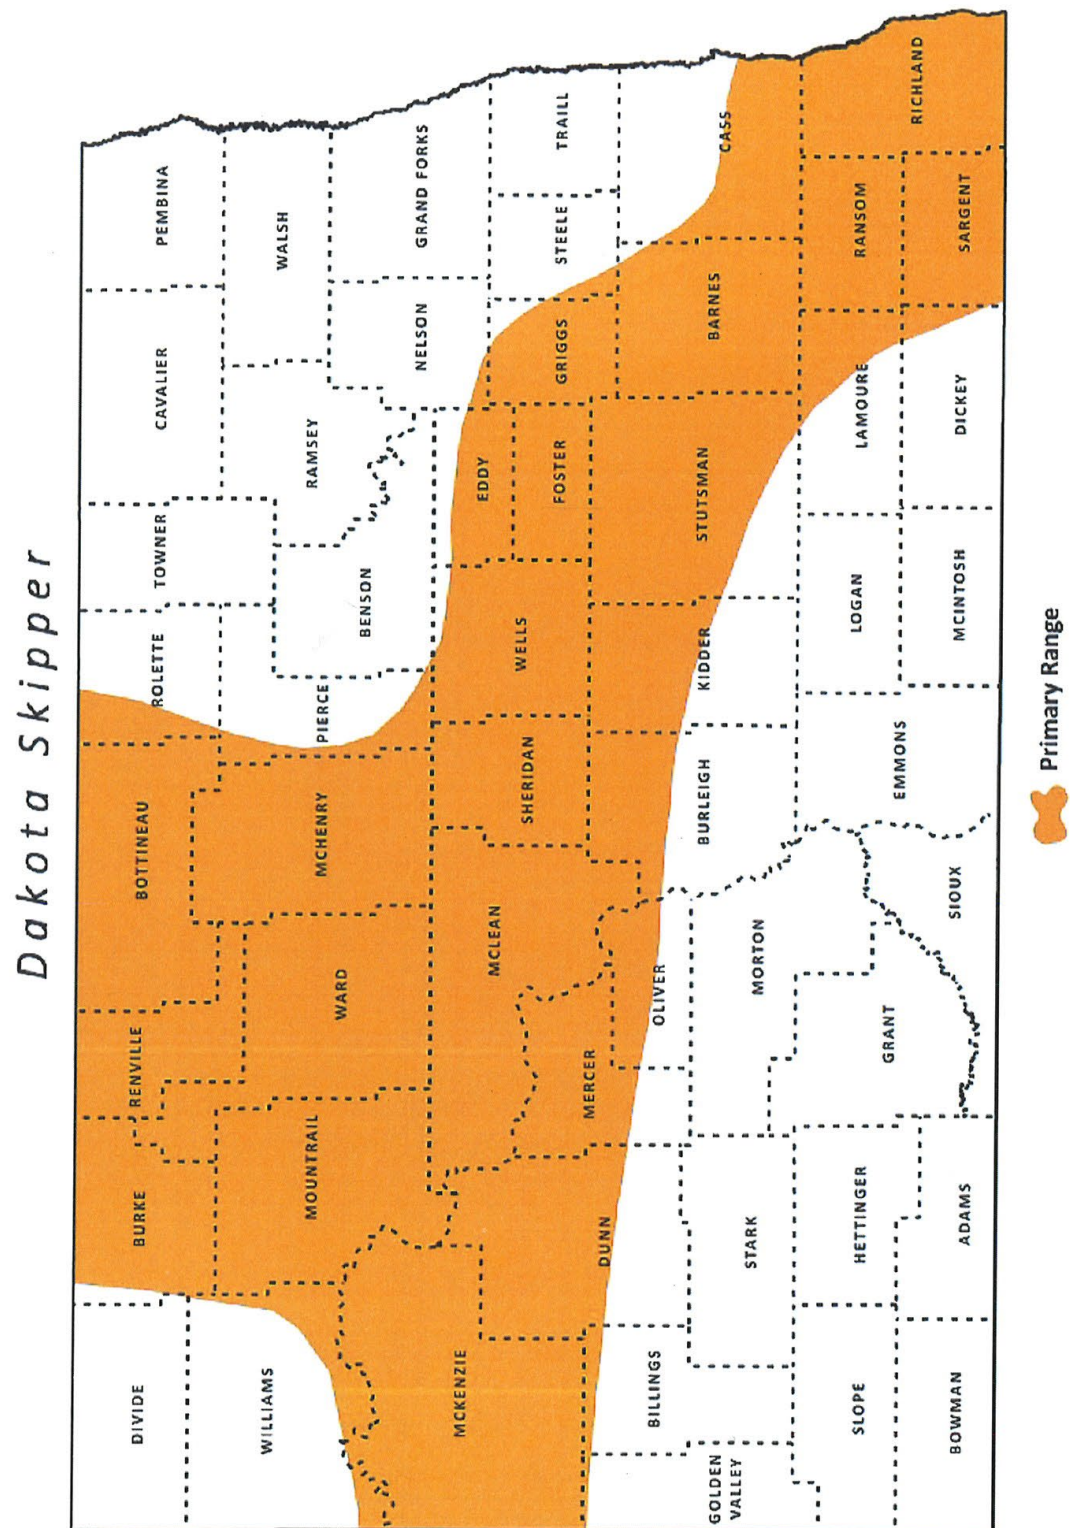 Dakota Skipper
DIVIDE
BURKE
RENVILLE
BOTTINEAU
ROLETTE
TOWNER
CAVALIER
PEMBINA
WILLIAMS
MOUNTRAIL
WARD
MCHENRY
PIERCE
BENSON
RAMSEY
WALSH
NELSON
GRAND FORKS
MCKENZIE
DUNN
MERCER
MCLEAN
SHERIDAN
WELLS
EDDY
FOSTER
GRIGGS
STEELE
TRAILL
GOLDEN
VALLEY
BILLINGS
STARK
OLIVER
MORTON
BURLEIGH
KIDDER
STUTSMAN
BARNES
CASS
SLOPE
HETTINGER
GRANT
EMMONS
LOGAN
LAMOURE
RANSOM
RICHLAND
BOWMAN
ADAMS
SIOUX
MCINTOSH
DICKEY
SARGENT
Primary Range